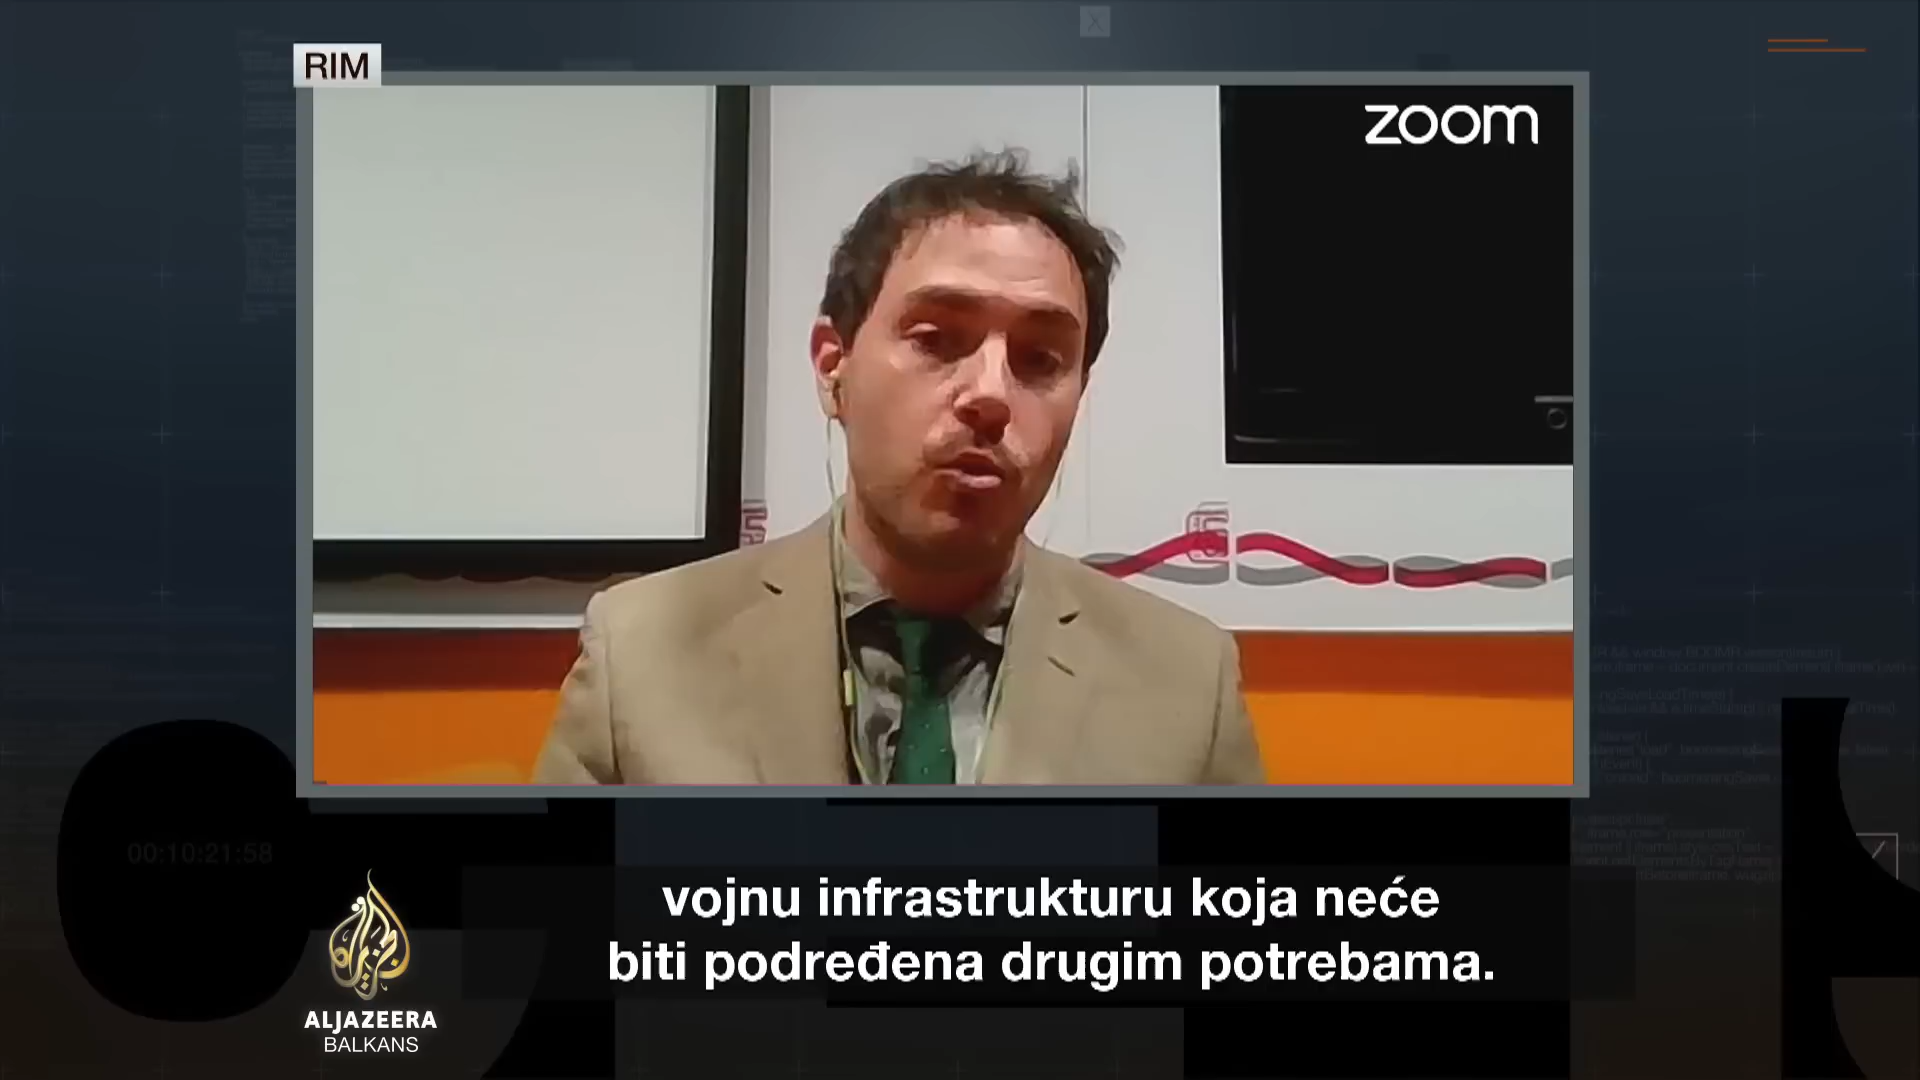 RIM
zoom
00:10:21:58
vojnu infrastrukturu koja neće
biti podređena drugim potrebama.
ALJAZEERA
BALKANS